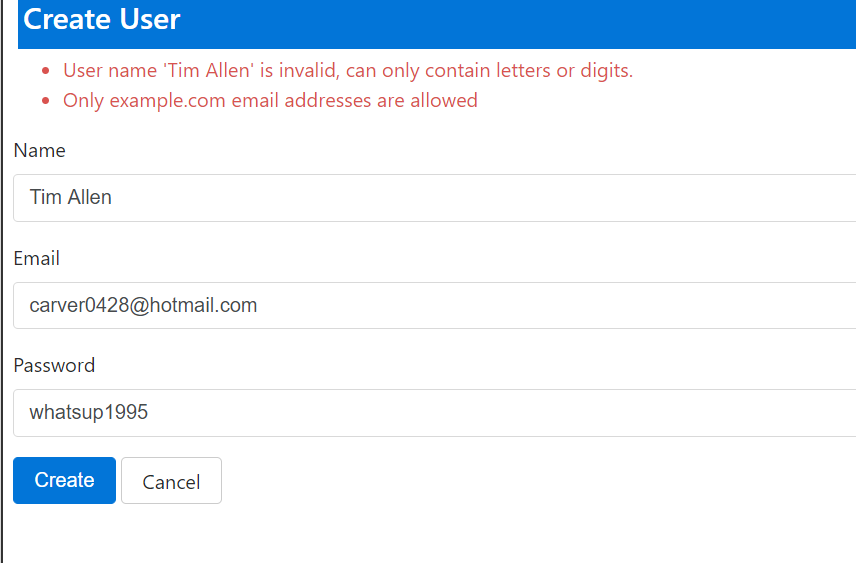 Create User
User name 'Tim Allen' is invalid, can only contain letters or digits.
Only example.com email addresses are allowed
Name
Tim Allen
Email
carver0428@hotmail.com
Password
whatsup1995
Create Cancel